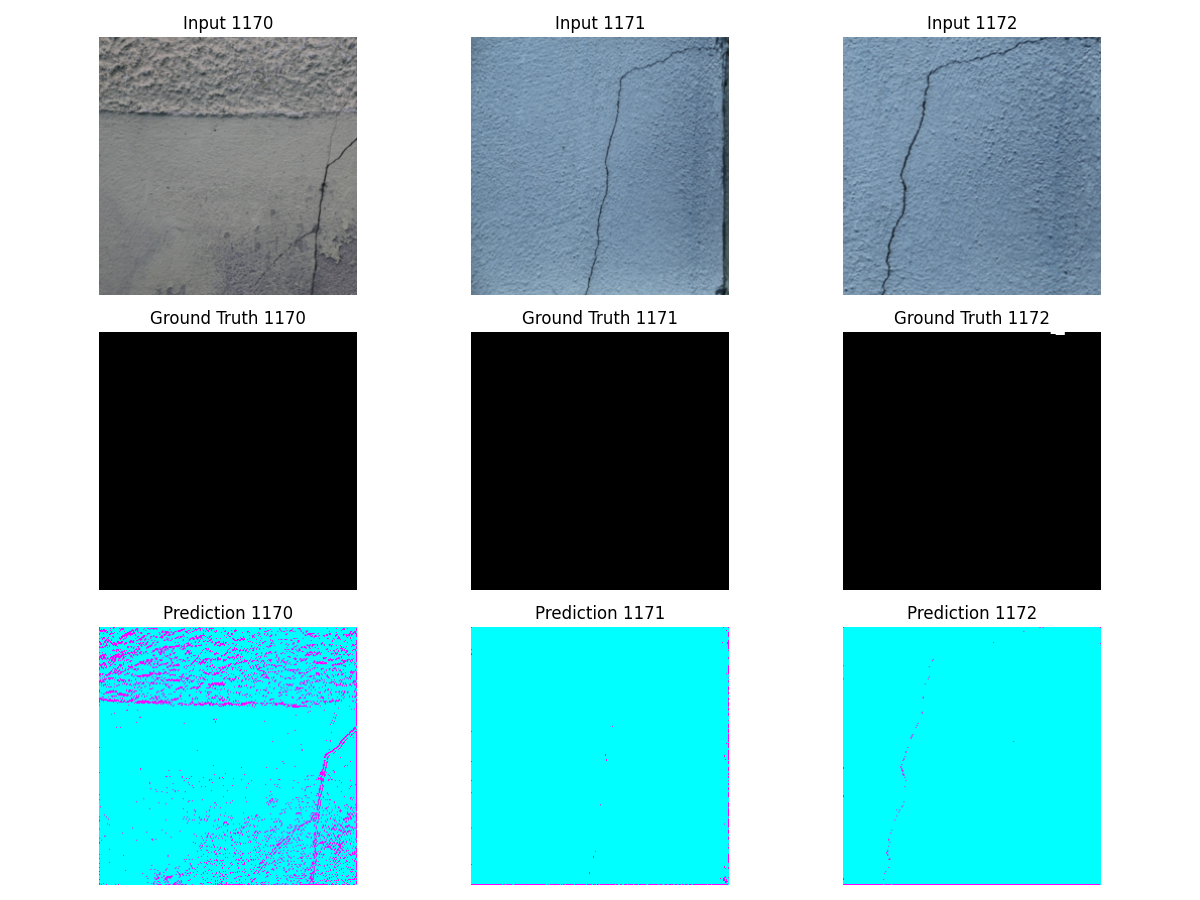 Input 1170
Input 1171
Input 1172
Ground Truth 1170
Ground Truth 1171
Ground Truth 1172
Prediction 1170
Prediction 1171
Prediction 1172